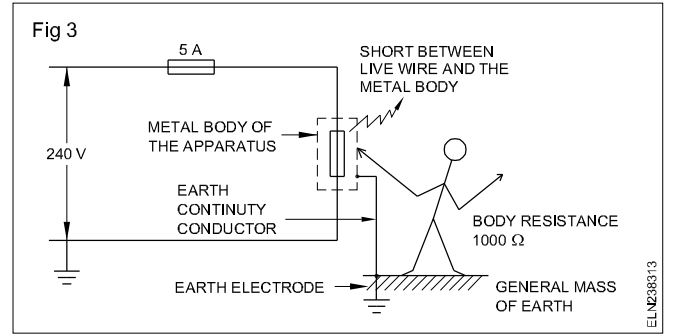 Fig 3
5 A
SHORT BETWEEN
LIVE WIRE AND THE
METAL BODY
METAL BODY OF
THE APPARATUS
240 V
EARTH
CONTINUTY
CONDUCTOR
BODY RESISTANCE
1000 Ω
EARTH ELECTRODE
GENERAL MASS
OF EARTH
ELN238313